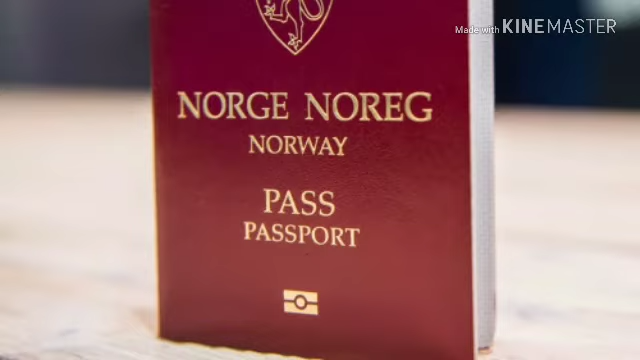 Made with KINEMASTER
NORGE NOREG
NORWAY
PASS
PASSPORT